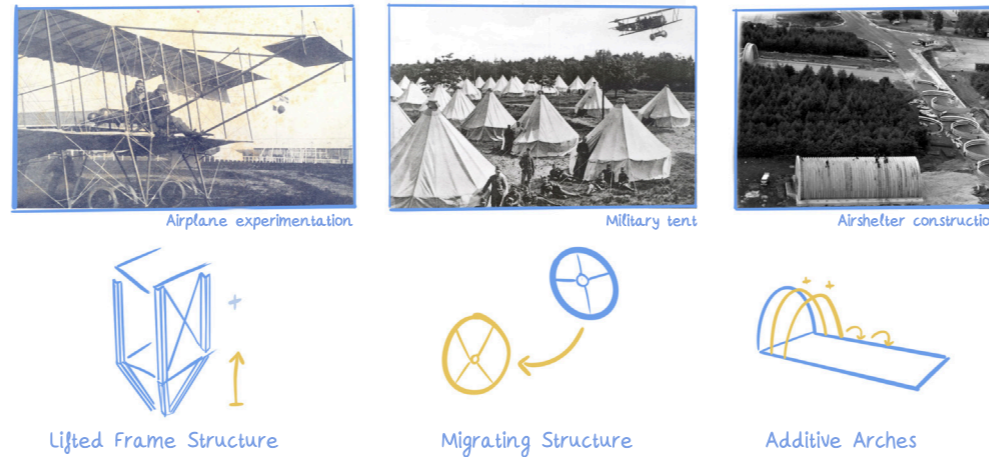 Airplane experimentation
Military tent
Airshelter constructio
Lifted Frame Structure
Migrating Structure
Additive Arches